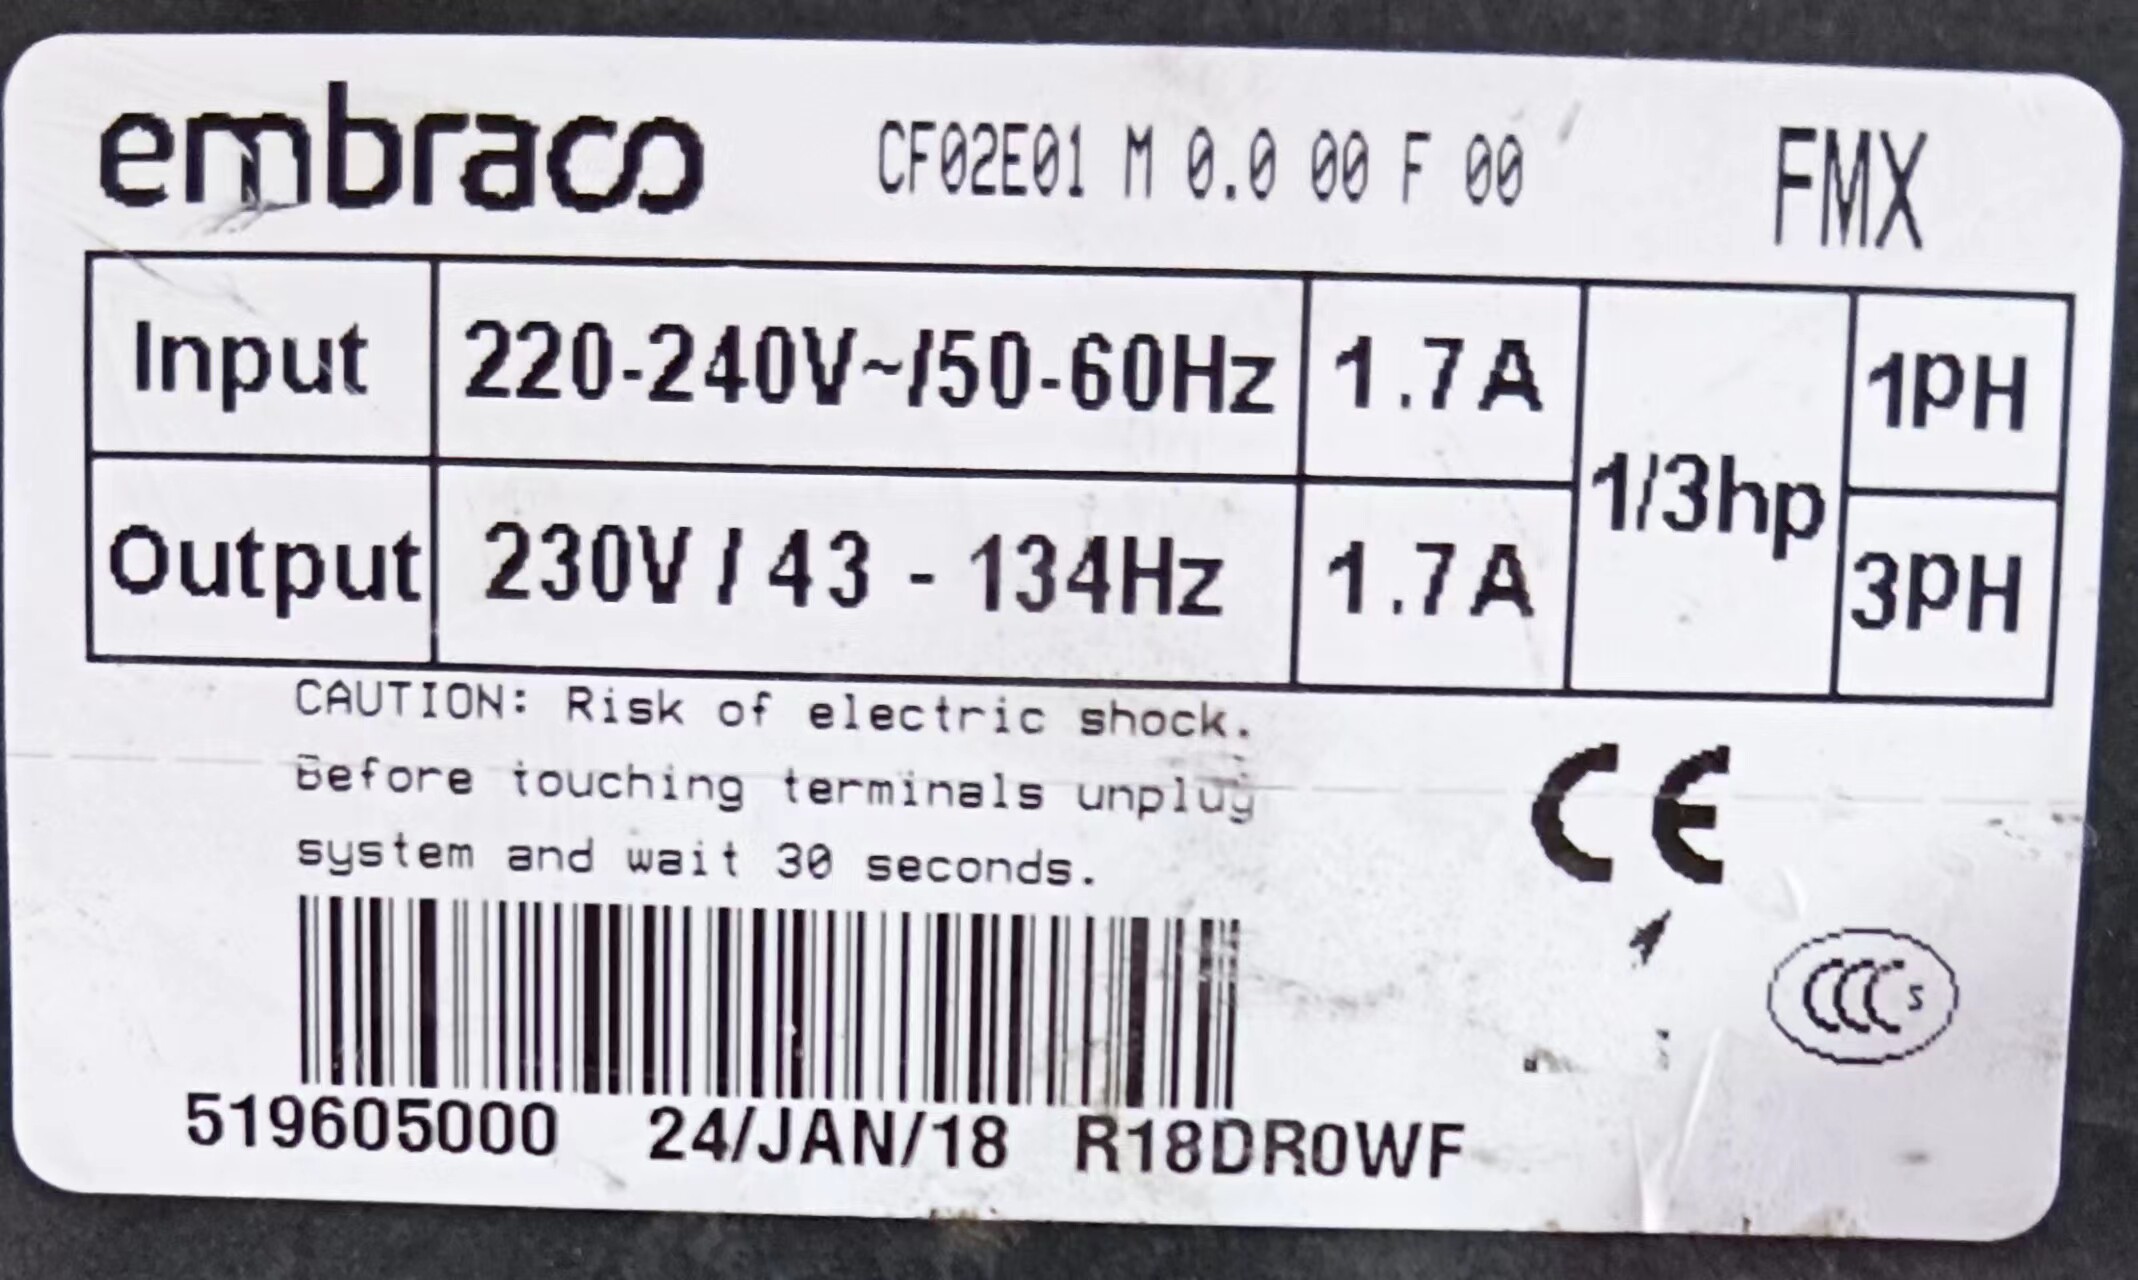 embraco CF02E01 M 0.0 00 F 00 FMX
Input 220-240V~/50-60Hz 1.7A 1/3hp 1PH
Output 230V / 43 - 134Hz 1.7A 3PH
CAUTION: Risk of electric shock.
Before touching terminals unplug
system and wait 30 seconds.
CE
CCC S
519605000 24/JAN/18 R18DR0WF